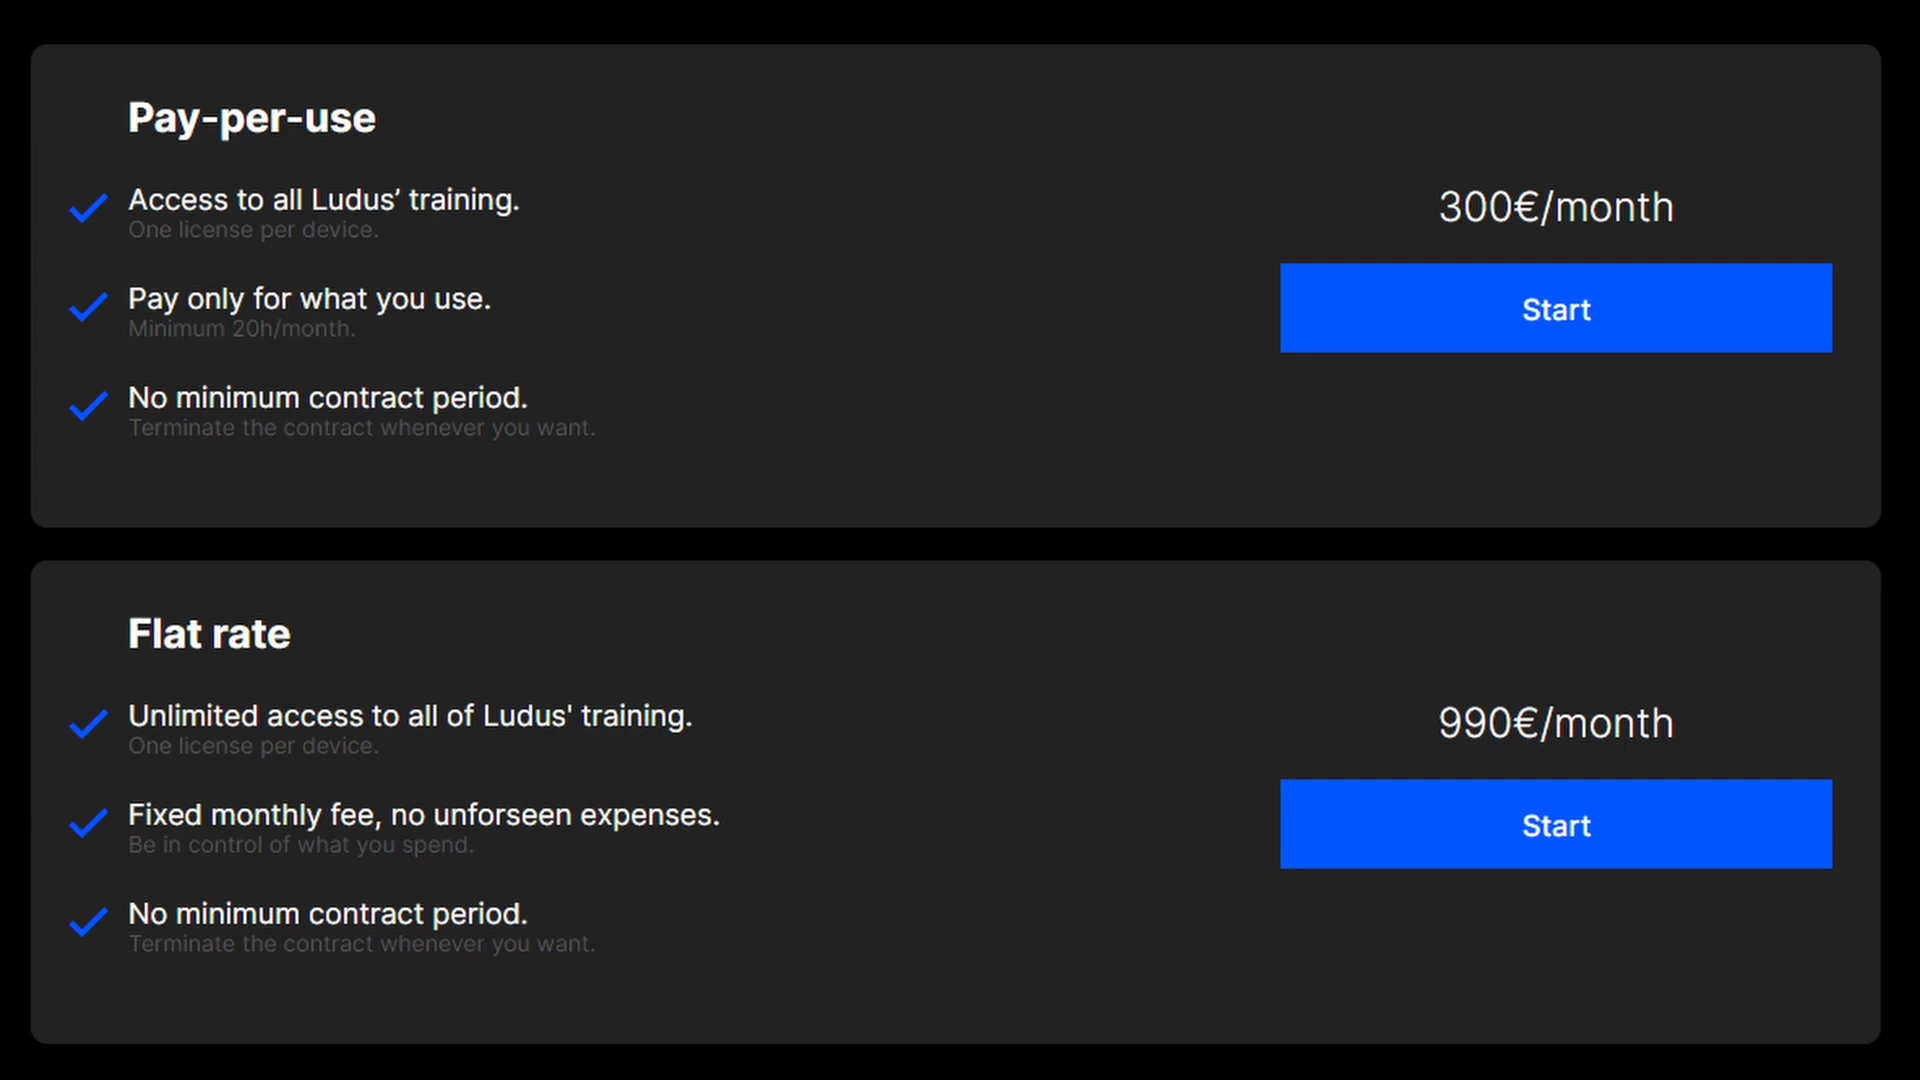 Pay-per-use
Access to all Ludus’ training.
One license per device.
Pay only for what you use.
Minimum 20h/month.
No minimum contract period.
Terminate the contract whenever you want.
300€/month
Start
Flat rate
Unlimited access to all of Ludus' training.
One license per device.
Fixed monthly fee, no unforseen expenses.
Be in control of what you spend.
No minimum contract period.
Terminate the contract whenever you want.
990€/month
Start